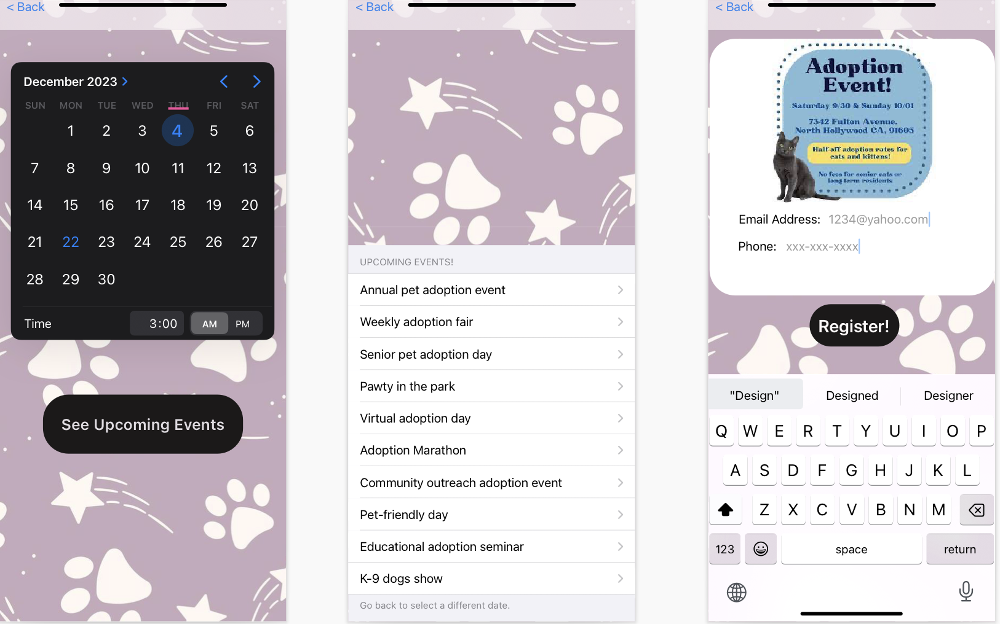 < Back
December 2023 >
SUN MON TUE WED THU FRI SAT
1 2 3 4 5 6
7 8 9 10 11 12 13
14 15 16 17 18 19 20
21 22 23 24 25 26 27
28 29 30
Time 3:00 AM PM
See Upcoming Events
< Back
UPCOMING EVENTS!
Annual pet adoption event
Weekly adoption fair
Senior pet adoption day
Pawty in the park
Virtual adoption day
Adoption Marathon
Community outreach adoption event
Pet-friendly day
Educational adoption seminar
K-9 dogs show
Go back to select a different date.
< Back
Adoption
Event!
Saturday 9/30 & Sunday 10/01
7342 Fulton Avenue,
North Hollywood CA, 91605
Half-off adoption rates for
cats and kittens!
No fees for senior cats or
long term residents
Email Address: 1234@yahoo.com
Phone: xxx-xxx-xxxx
Register!
"Design" Designed Designer
Q W E R T Y U I O P
A S D F G H J K L
Z X C V B N M
123 space return